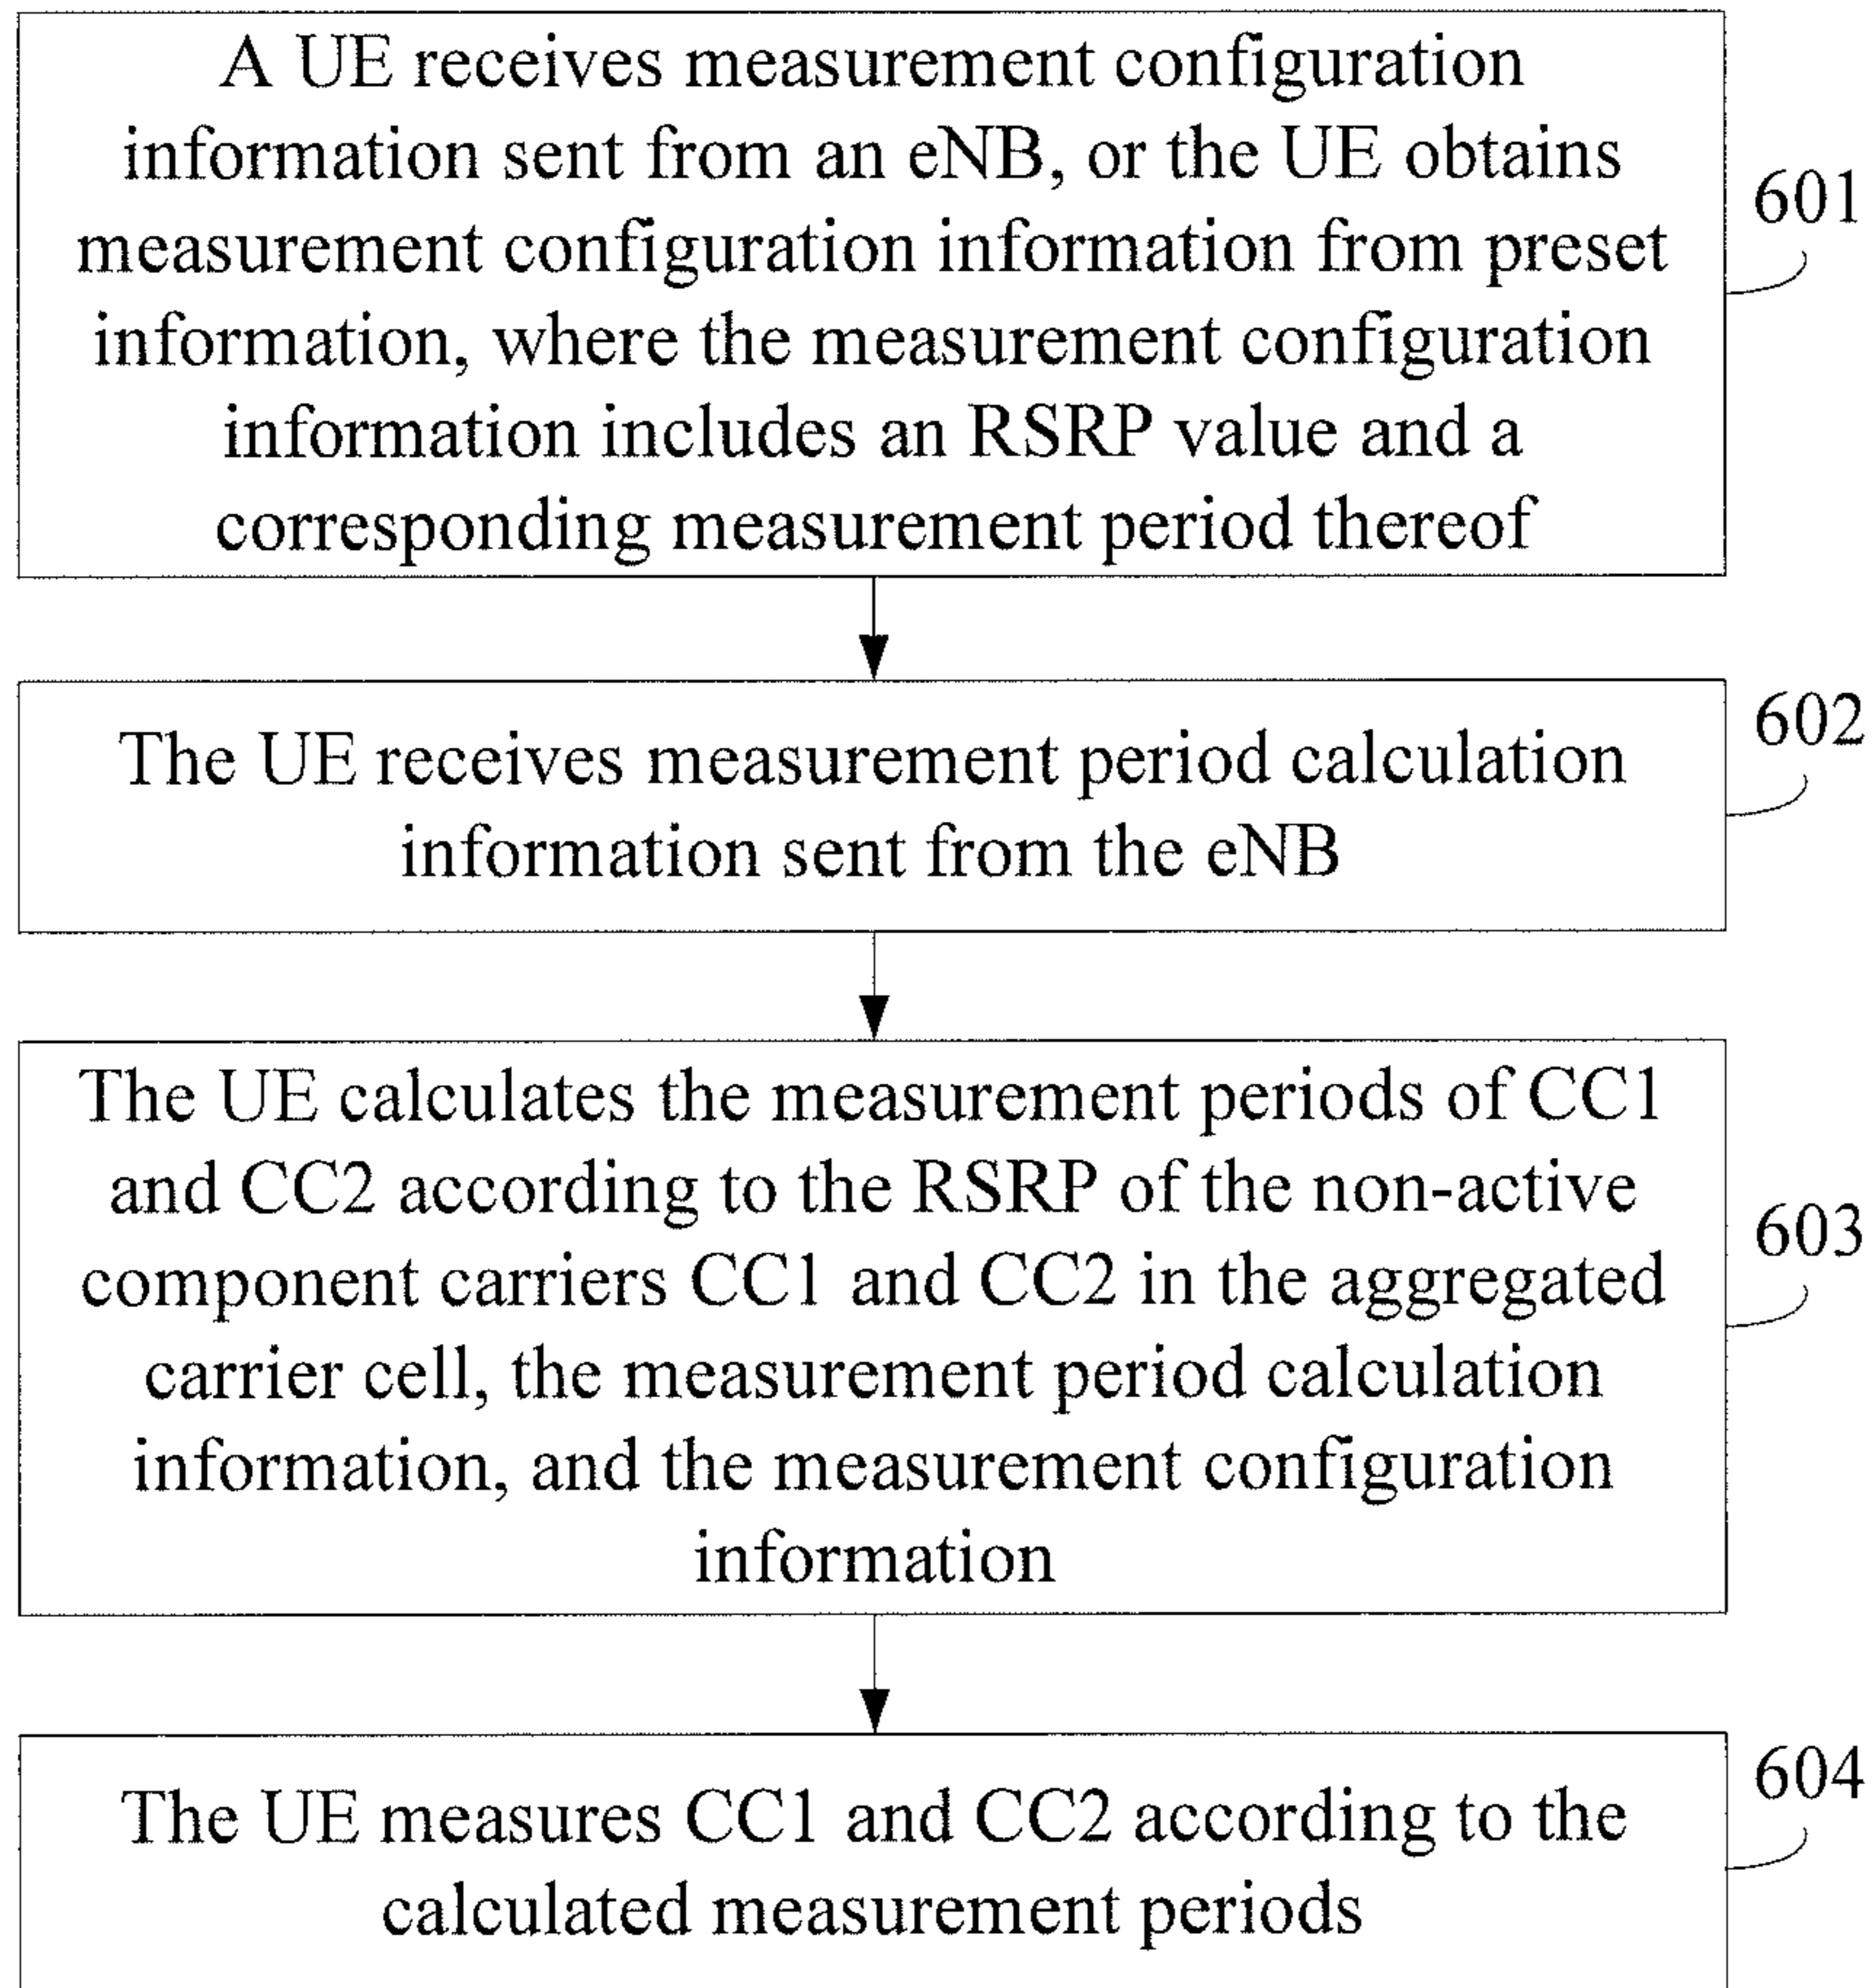 A UE receives measurement configuration
information sent from an eNB, or the UE obtains
measurement configuration information from preset
information, where the measurement configuration
information includes an RSRP value and a
corresponding measurement period thereof
601
The UE receives measurement period calculation
information sent from the eNB
602
The UE calculates the measurement periods of CC1
and CC2 according to the RSRP of the non-active
component carriers CC1 and CC2 in the aggregated
carrier cell, the measurement period calculation
information, and the measurement configuration
information
603
The UE measures CC1 and CC2 according to the
calculated measurement periods
604